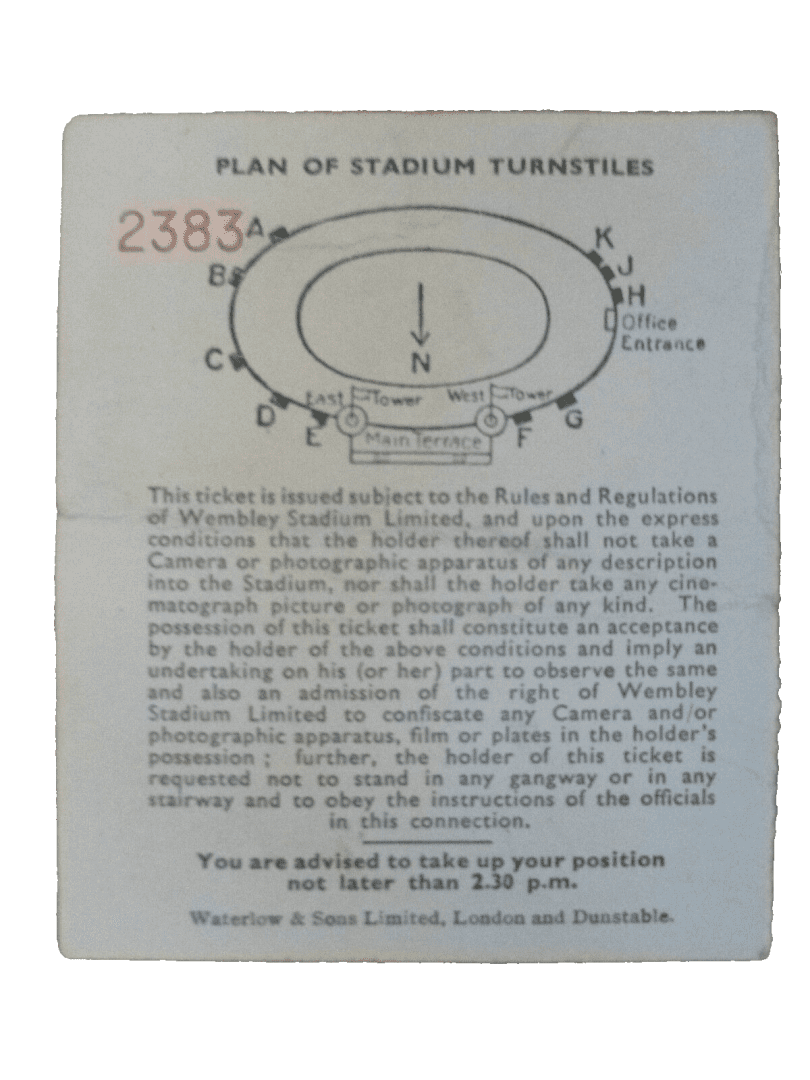 PLAN OF STADIUM TURNSTILES
2383
A
K
B
J
H
Office
Entrance
C
N
East Tower
West Tower
D
E
Main Terrace
F
G
This ticket is issued subject to the Rules and Regulations
of Wembley Stadium Limited, and upon the express
conditions that the holder thereof shall not take a
Camera or photographic apparatus of any description
into the Stadium, nor shall the holder take any cine-
matograph picture or photograph of any kind. The
possession of this ticket shall constitute an acceptance
by the holder of the above conditions and imply an
undertaking on his (or her) part to observe the same
and also an admission of the right of Wembley
Stadium Limited to confiscate any Camera and/or
photographic apparatus, film or plates in the holder's
possession ; further, the holder of this ticket is
requested not to stand in any gangway or in any
stairway and to obey the instructions of the officials
in this connection.
You are advised to take up your position
not later than 2.30 p.m.
Waterlow & Sons Limited, London and Dunstable.